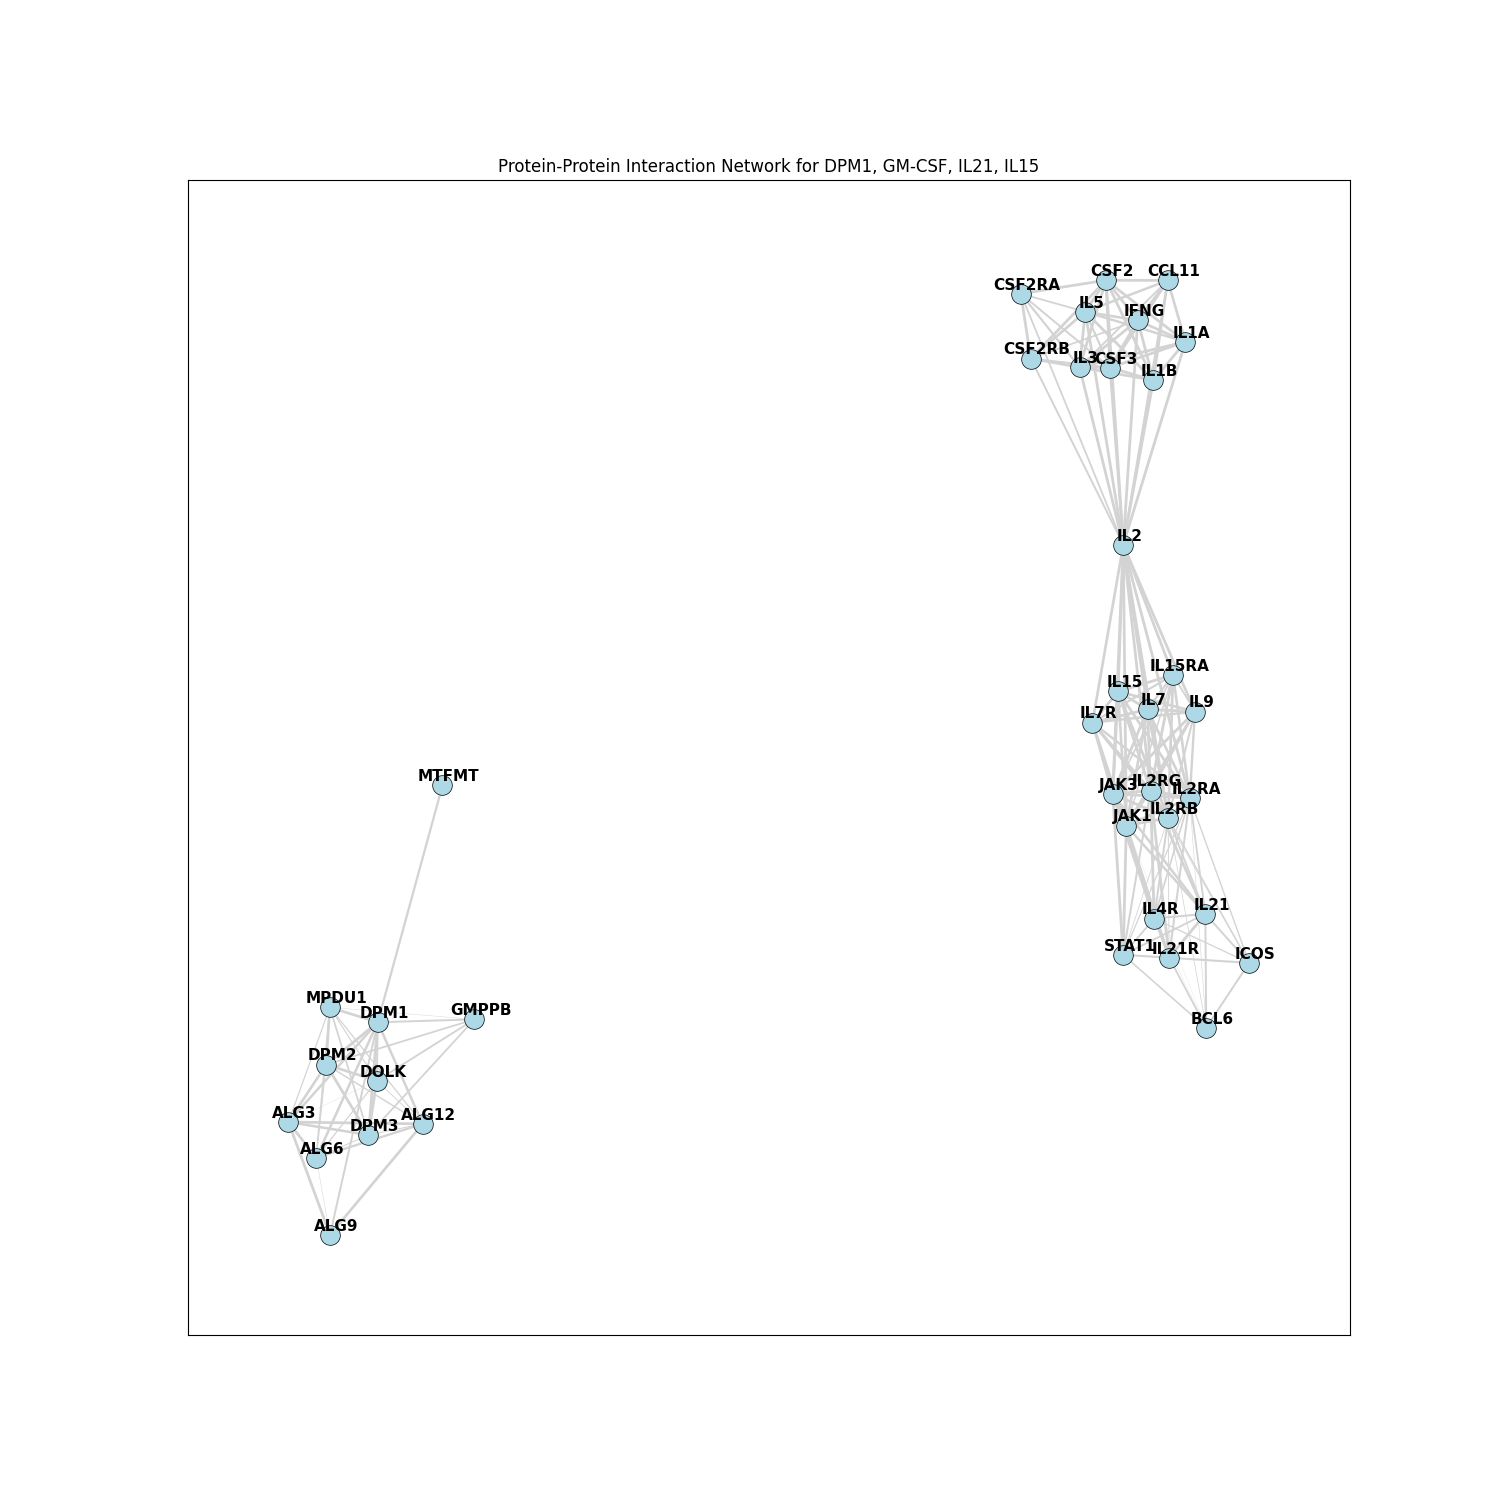 Protein-Protein Interaction Network for DPM1, GM-CSF, IL21, IL15
CSF2
CCL11
CSF2RA
IL5
IFNG
IL1A
CSF2RB
IL3
CSF3
IL1B
IL2
IL15RA
IL15
IL7
IL9
IL7R
JAK3
IL2RG
IL2RA
IL2RB
JAK1
MTFMT
IL4R
IL21
STAT1
IL21R
ICOS
MPDU1
DPM1
GMPPB
BCL6
DPM2
DOLK
ALG3
ALG12
DPM3
ALG6
ALG9